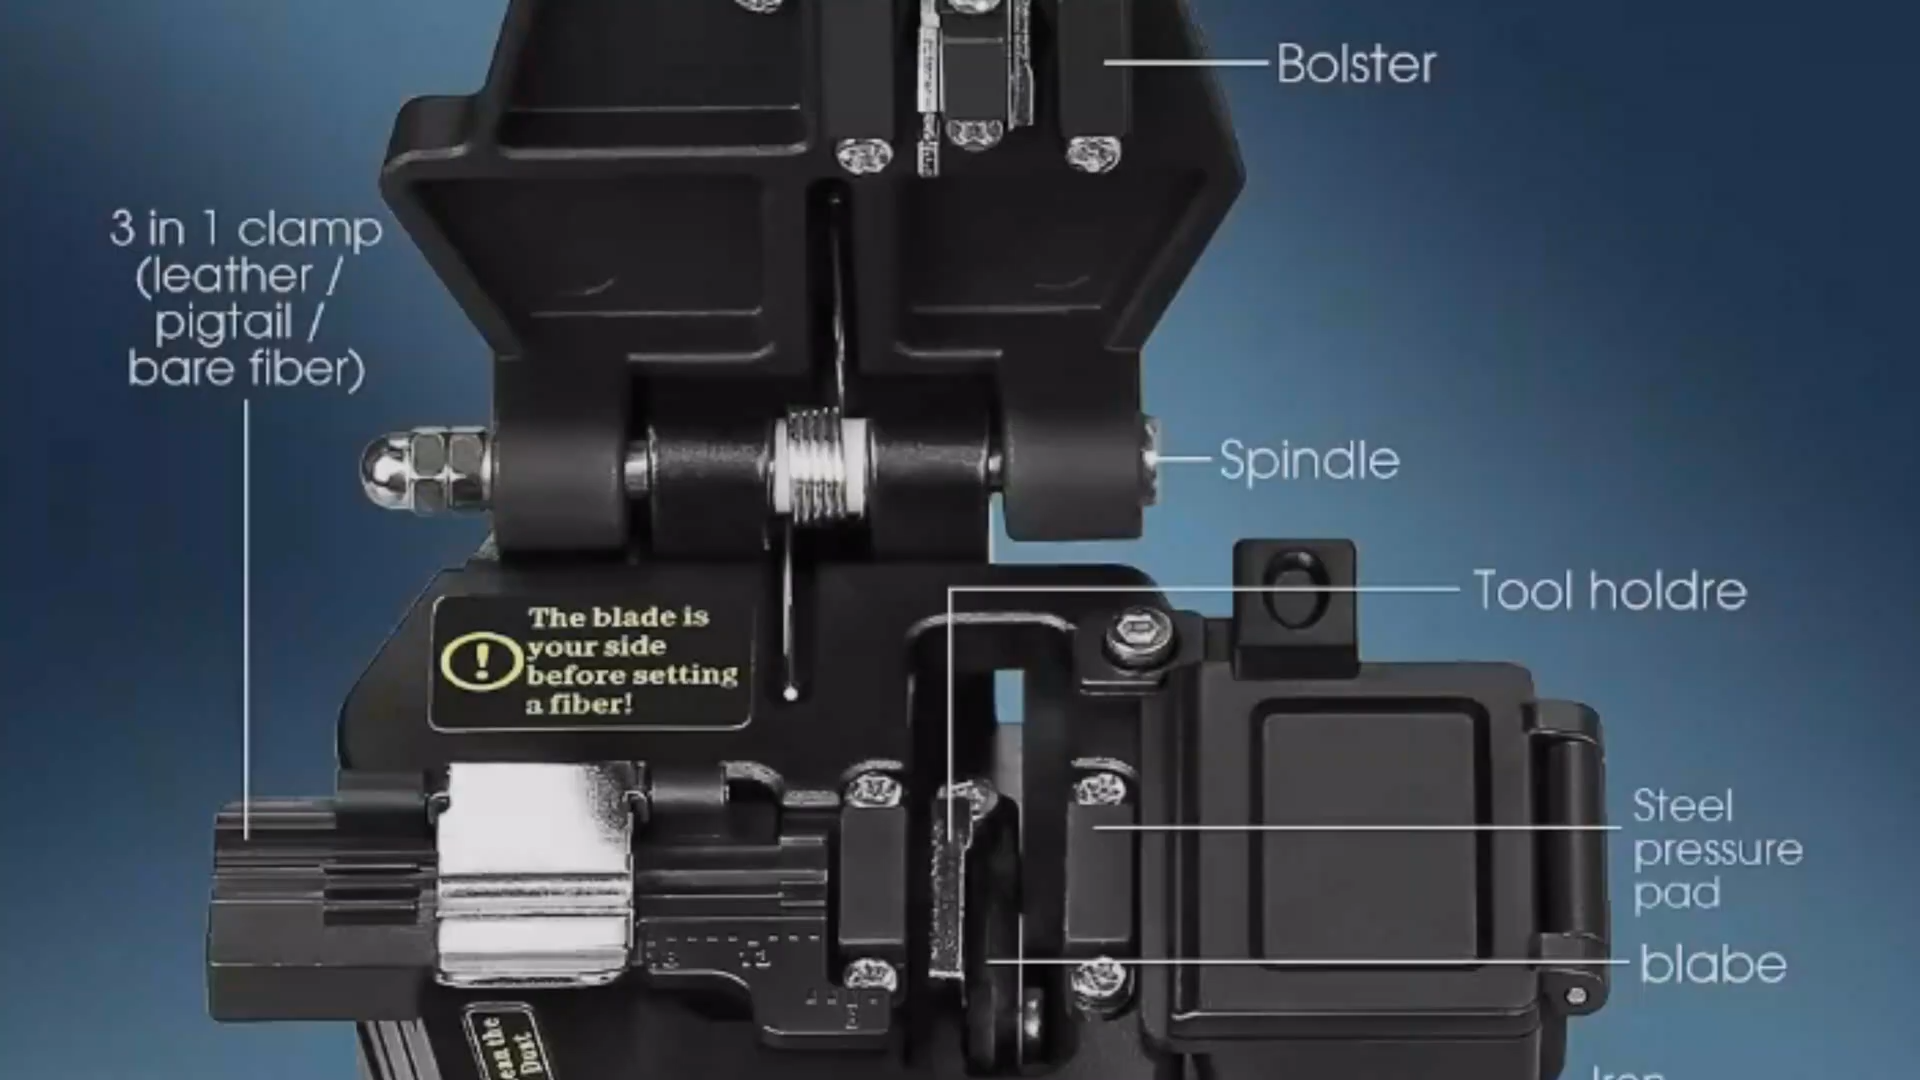 Bolster
3 in 1 clamp
(leather /
pigtail /
bare fiber)
Spindle
Tool holdre
The blade is
your side
before setting
a fiber!
Steel
pressure
pad
blabe